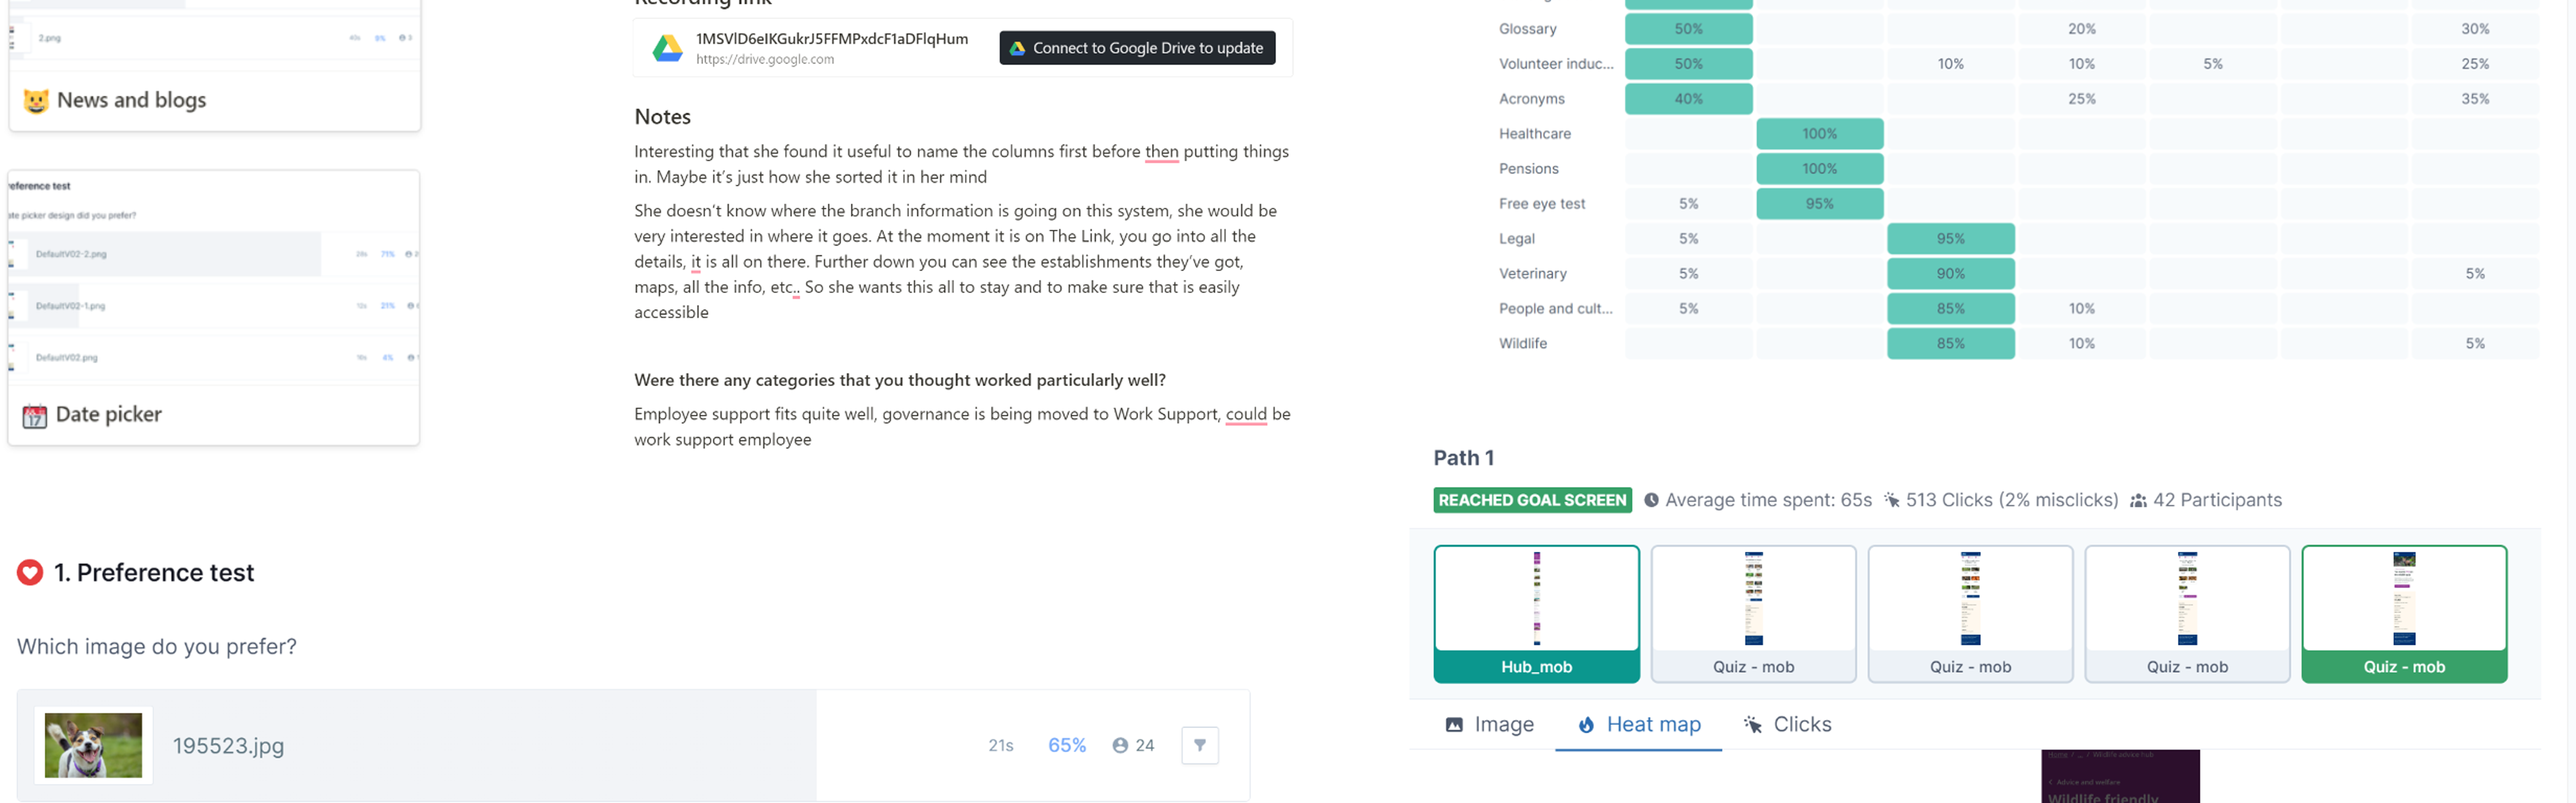 2.png 40s 9% 3
News and blogs
eference test
te picker design did you prefer?
DefaultV02-2.png 28s 71%
DefaultV02-1.png 21%
DefaultV02.png 4%
Date picker
Recording link
1MSVlD6eIKGukrJ5FFMPxdcF1aDFlqHum
https://drive.google.com
Connect to Google Drive to update
Notes
Interesting that she found it useful to name the columns first before then putting things
in. Maybe it’s just how she sorted it in her mind
She doesn’t know where the branch information is going on this system, she would be
very interested in where it goes. At the moment it is on The Link, you go into all the
details, it is all on there. Further down you can see the establishments they’ve got,
maps, all the info, etc.. So she wants this all to stay and to make sure that is easily
accessible
Were there any categories that you thought worked particularly well?
Employee support fits quite well, governance is being moved to Work Support, could be
work support employee
1. Preference test
Which image do you prefer?
195523.jpg 21s 65% 24
Glossary 50% 20% 30%
Volunteer induc... 50% 10% 10% 5% 25%
Acronyms 40% 25% 35%
Healthcare 100%
Pensions 100%
Free eye test 5% 95%
Legal 5% 95%
Veterinary 5% 90% 5%
People and cult... 5% 85% 10%
Wildlife 85% 10% 5%
Path 1
REACHED GOAL SCREEN Average time spent: 65s 513 Clicks (2% misclicks) 42 Participants
Hub_mob Quiz - mob Quiz - mob Quiz - mob Quiz - mob
Image Heat map Clicks
Home / ... / Wildlife advice hub
< Advice and welfare
Wildlife friendly